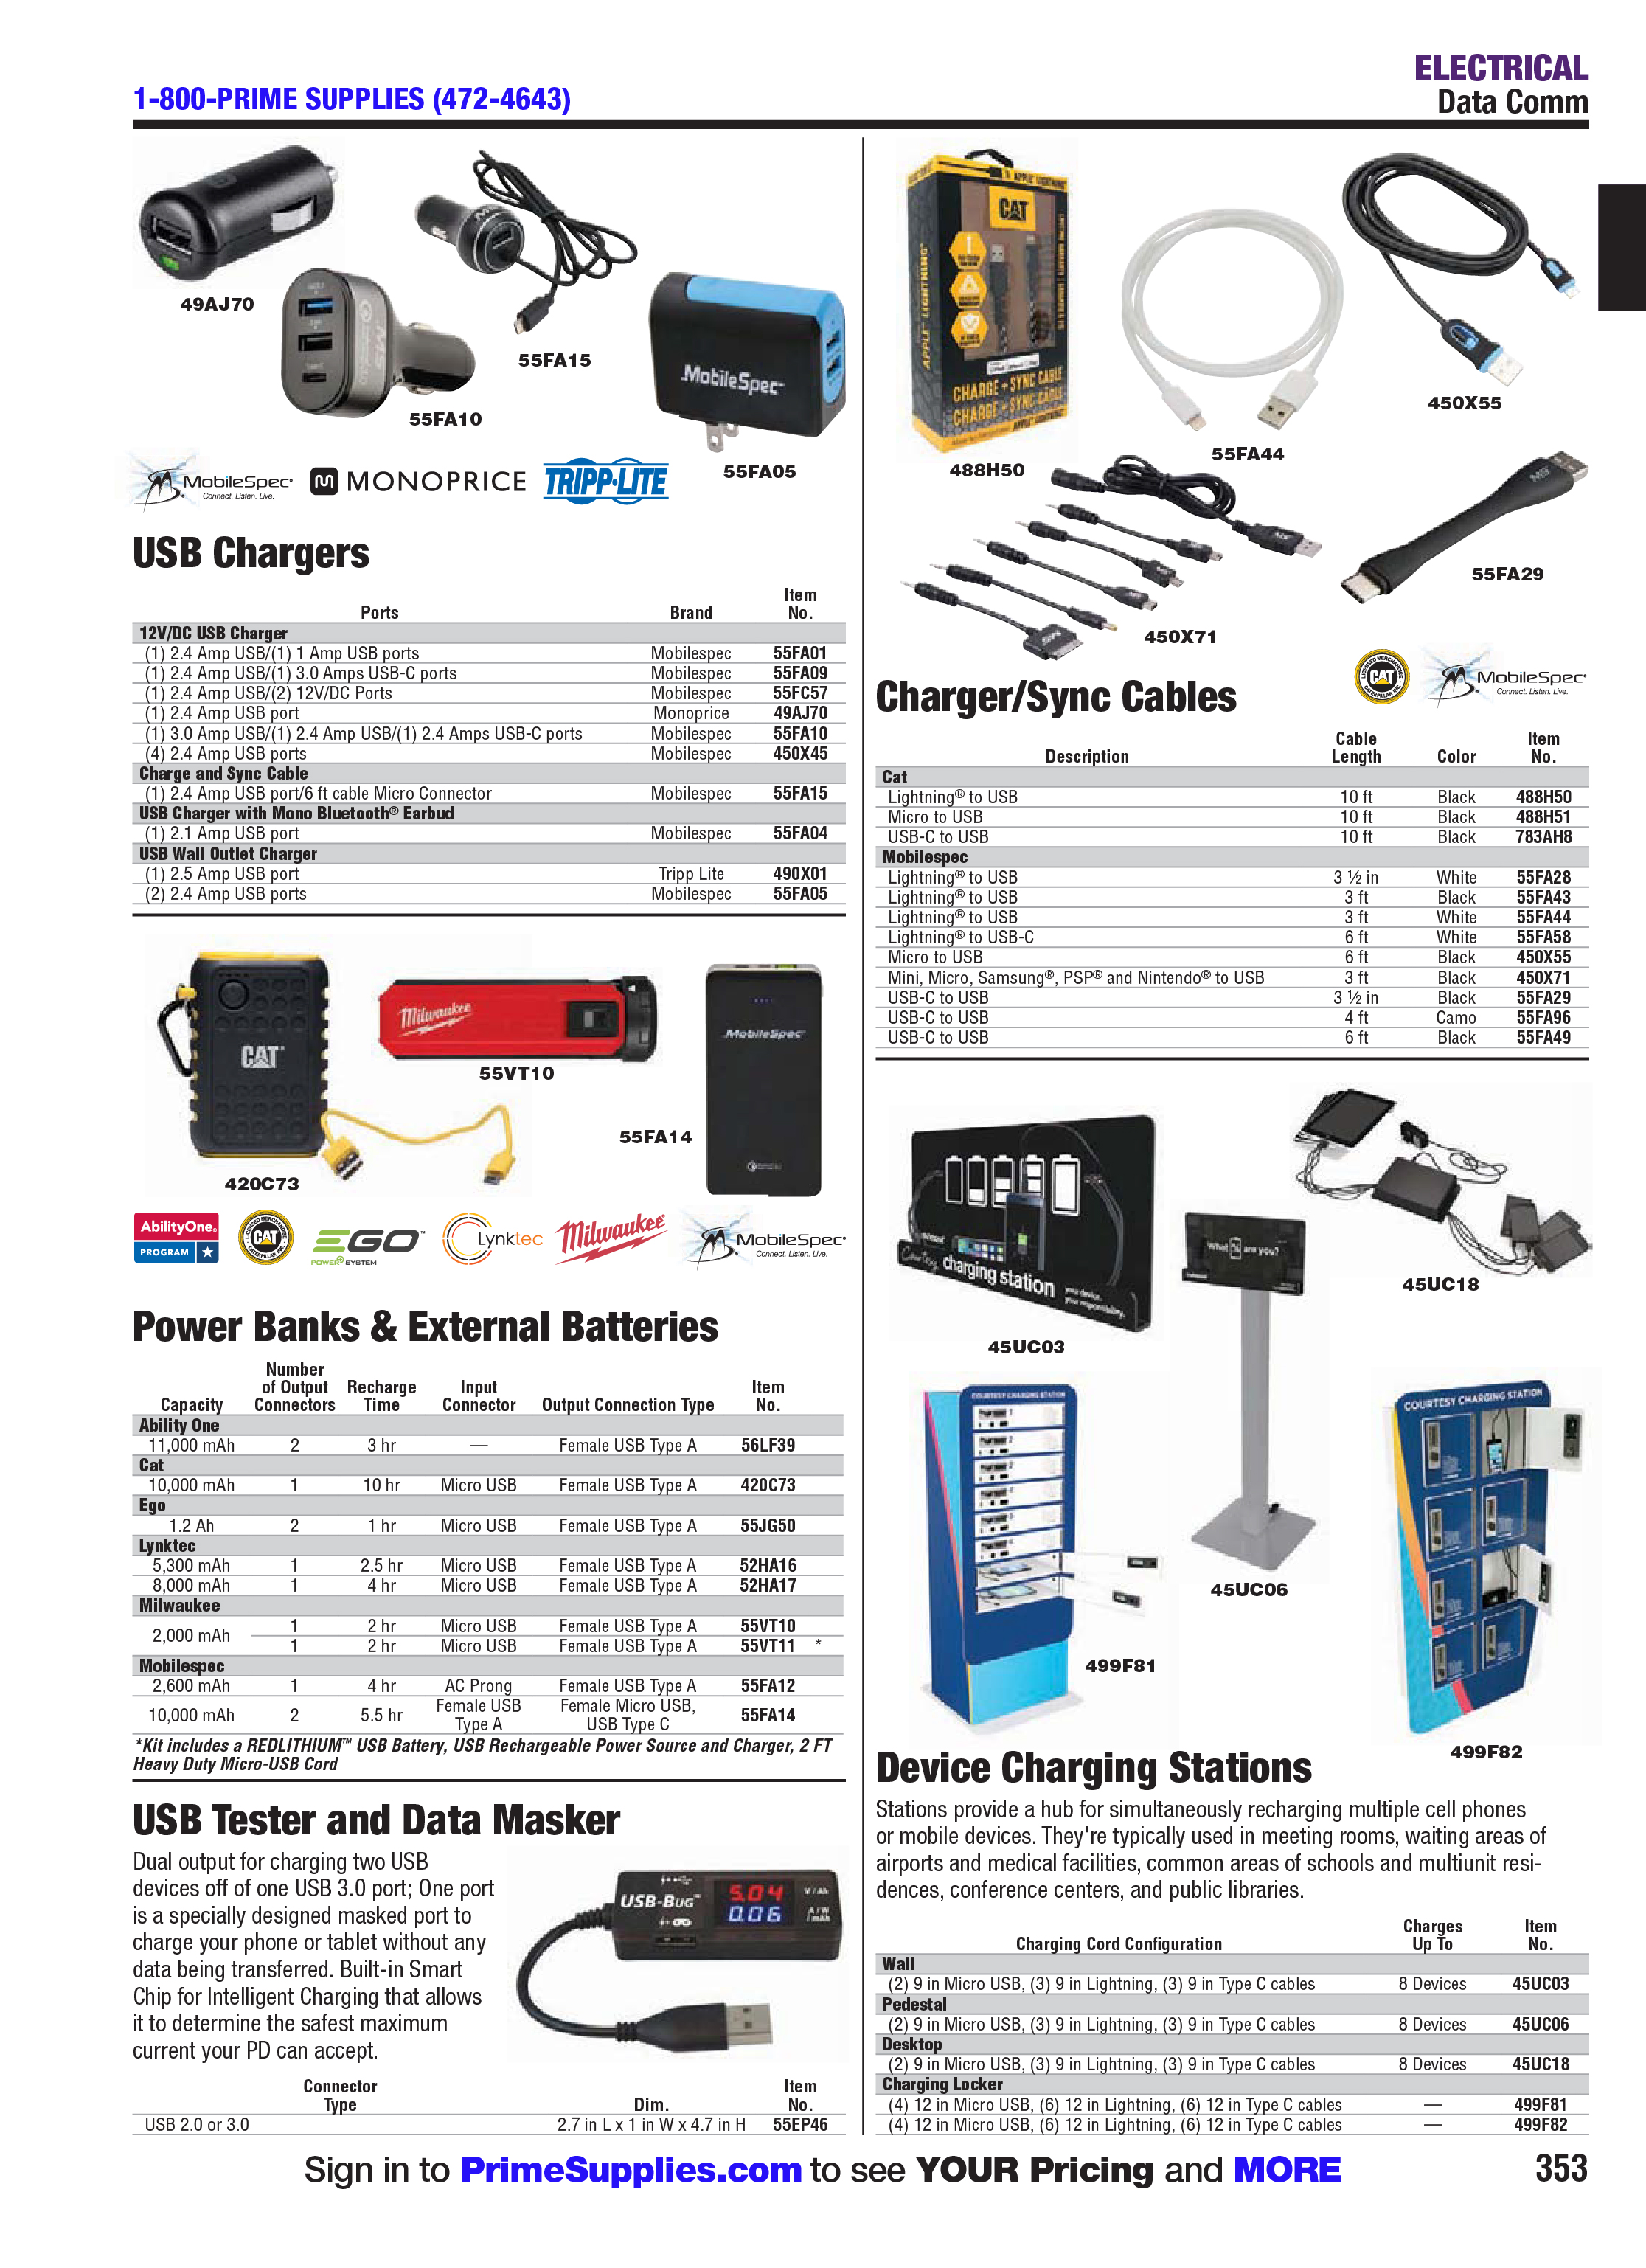 1-800-PRIME SUPPLIES (472-4643)
ELECTRICAL
Data Comm
49AJ70
55FA15
55FA10
MobileSpec
55FA05
MobileSpec
Connect. Listen. Live.
MONOPRICE
TRIPP·LITE
USB Chargers
Ports Brand Item No.
12V/DC USB Charger
(1) 2.4 Amp USB/(1) 1 Amp USB ports Mobilespec 55FA01
(1) 2.4 Amp USB/(1) 3.0 Amps USB-C ports Mobilespec 55FA09
(1) 2.4 Amp USB/(2) 12V/DC Ports Mobilespec 55FC57
(1) 2.4 Amp USB port Monoprice 49AJ70
(1) 3.0 Amp USB/(1) 2.4 Amp USB/(1) 2.4 Amps USB-C ports Mobilespec 55FA10
(4) 2.4 Amp USB ports Mobilespec 450X45
Charge and Sync Cable
(1) 2.4 Amp USB port/6 ft cable Micro Connector Mobilespec 55FA15
USB Charger with Mono Bluetooth® Earbud
(1) 2.1 Amp USB port Mobilespec 55FA04
USB Wall Outlet Charger
(1) 2.5 Amp USB port Tripp Lite 490X01
(2) 2.4 Amp USB ports Mobilespec 55FA05
CAT
420C73
Milwaukee
55VT10
MobileSpec
55FA14
AbilityOne
PROGRAM
CAT
EGO
POWER+ SYSTEM
Lynktec
Milwaukee
MobileSpec
Connect. Listen. Live.
Power Banks & External Batteries
Capacity Number of Output Connectors Recharge Time Input Connector Output Connection Type Item No.
Ability One
11,000 mAh 2 3 hr — Female USB Type A 56LF39
Cat
10,000 mAh 1 10 hr Micro USB Female USB Type A 420C73
Ego
1.2 Ah 2 1 hr Micro USB Female USB Type A 55JG50
Lynktec
5,300 mAh 1 2.5 hr Micro USB Female USB Type A 52HA16
8,000 mAh 1 4 hr Micro USB Female USB Type A 52HA17
Milwaukee
2,000 mAh 1 2 hr Micro USB Female USB Type A 55VT10
1 2 hr Micro USB Female USB Type A 55VT11 *
Mobilespec
2,600 mAh 1 4 hr AC Prong Female USB Type A 55FA12
10,000 mAh 2 5.5 hr Female USB Type A Female Micro USB, USB Type C 55FA14
*Kit includes a REDLITHIUM™ USB Battery, USB Rechargeable Power Source and Charger, 2 FT
Heavy Duty Micro-USB Cord
USB Tester and Data Masker
Dual output for charging two USB
devices off of one USB 3.0 port; One port
is a specially designed masked port to
charge your phone or tablet without any
data being transferred. Built-in Smart
Chip for Intelligent Charging that allows
it to determine the safest maximum
current your PD can accept.
USB-BUG™
5.04
0.06
V/Ah
A/W
/mAh
Connector Type Dim. Item No.
USB 2.0 or 3.0 2.7 in L x 1 in W x 4.7 in H 55EP46
CAT
APPLE LIGHTNING
CHARGE + SYNC CABLE
CHARGE + SYNC CABLE
488H50
55FA44
450X55
450X71
55FA29
CAT
MobileSpec
Connect. Listen. Live.
Charger/Sync Cables
Description Cable Length Color Item No.
Cat
Lightning® to USB 10 ft Black 488H50
Micro to USB 10 ft Black 488H51
USB-C to USB 10 ft Black 783AH8
Mobilespec
Lightning® to USB 3 ½ in White 55FA28
Lightning® to USB 3 ft Black 55FA43
Lightning® to USB 3 ft White 55FA44
Lightning® to USB-C 6 ft White 55FA58
Micro to USB 6 ft Black 450X55
Mini, Micro, Samsung®, PSP® and Nintendo® to USB 3 ft Black 450X71
USB-C to USB 3 ½ in Black 55FA29
USB-C to USB 4 ft Camo 55FA96
USB-C to USB 6 ft Black 55FA49
charging station
your device.
your responsibility.
45UC03
What are you?
45UC06
45UC18
COURTESY CHARGING STATION
499F81
COURTESY CHARGING STATION
499F82
Device Charging Stations
Stations provide a hub for simultaneously recharging multiple cell phones
or mobile devices. They're typically used in meeting rooms, waiting areas of
airports and medical facilities, common areas of schools and multiunit resi-
dences, conference centers, and public libraries.
Charging Cord Configuration Charges Up To Item No.
Wall
(2) 9 in Micro USB, (3) 9 in Lightning, (3) 9 in Type C cables 8 Devices 45UC03
Pedestal
(2) 9 in Micro USB, (3) 9 in Lightning, (3) 9 in Type C cables 8 Devices 45UC06
Desktop
(2) 9 in Micro USB, (3) 9 in Lightning, (3) 9 in Type C cables 8 Devices 45UC18
Charging Locker
(4) 12 in Micro USB, (6) 12 in Lightning, (6) 12 in Type C cables — 499F81
(4) 12 in Micro USB, (6) 12 in Lightning, (6) 12 in Type C cables — 499F82
Sign in to PrimeSupplies.com to see YOUR Pricing and MORE
353